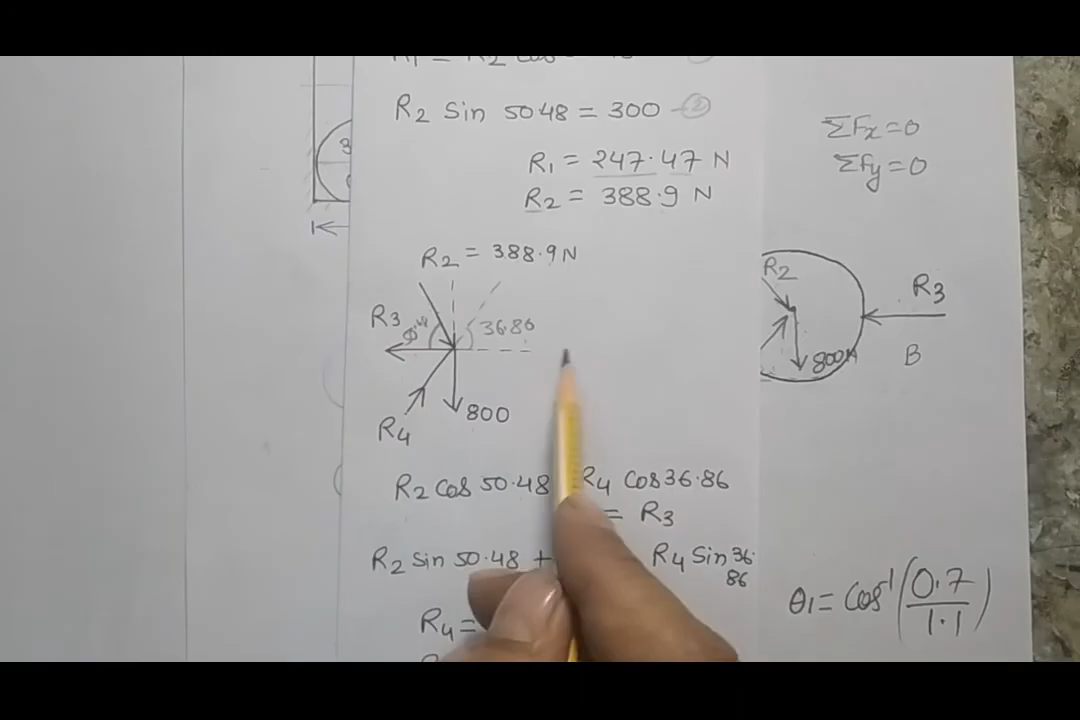 R2 Sin 50.48 = 300 -②
R1 = 247.47 N
R2 = 388.9 N
ΣFx=0
ΣFy=0
R2 = 388.9N
R3
36.86
R4
800
R2
R3
800N
B
R2 cos 50.48 R4 Cos 36.86
= R3
R2 sin 50.48 + R4 Sin 36.
86
R4 =
θ1 = Cos⁻¹(0.7/1.1)